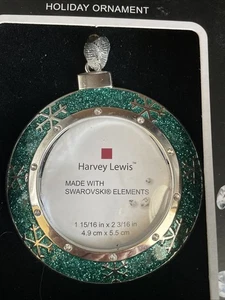 HOLIDAY ORNAMENT
Harvey Lewis™
MADE WITH
SWAROVSKI® ELEMENTS
1 15/16 in x 2 3/16 in
4.9 cm x 5.5 cm